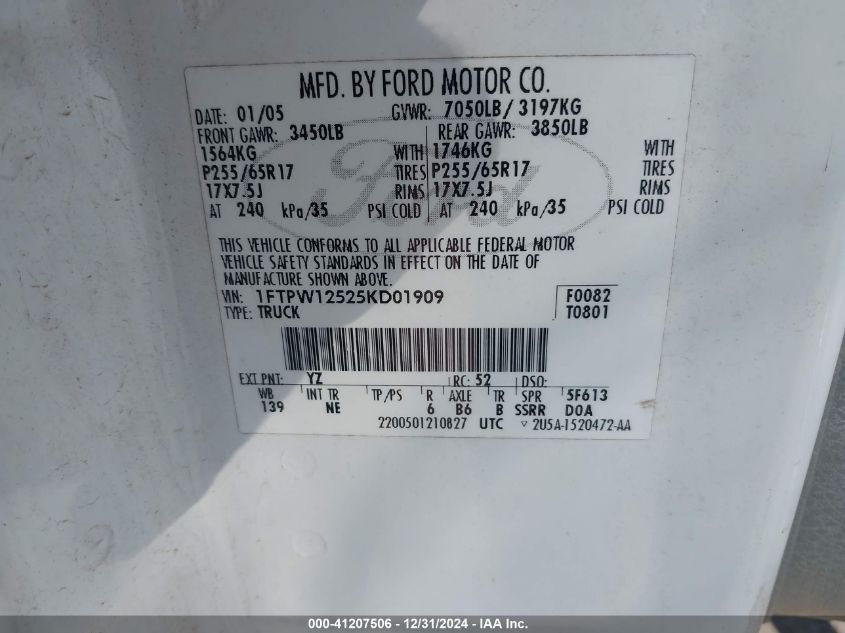 MFD. BY FORD MOTOR CO.
DATE: 01/05 GVWR: 7050LB/ 3197KG
FRONT GAWR: 3450LB REAR GAWR: 3850LB
1564KG WITH 1746KG WITH
P255/65R17 TIRES P255/65R17 TIRES
17X7.5J RIMS 17X7.5J RIMS
AT 240 kPa/35 PSI COLD AT 240 kPa/35 PSI COLD
Ford
THIS VEHICLE CONFORMS TO ALL APPLICABLE FEDERAL MOTOR
VEHICLE SAFETY STANDARDS IN EFFECT ON THE DATE OF
MANUFACTURE SHOWN ABOVE.
VIN: 1FTPW12525KD01909 F0082
TYPE: TRUCK T0801
EXT PNT: YZ RC: 52 DSO:
WB INT TR TP/PS R AXLE TR SPR 5F613
139 NE 6 B6 B SSRR DOA
2200501210827 UTC ▽ 2U5A-1520472-AA
000-41207506 - 12/31/2024 - IAA Inc.